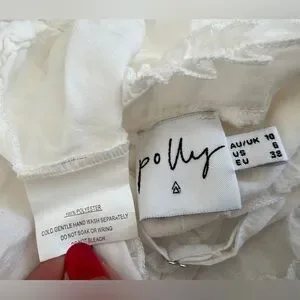 polly
AU/UK 10
US 6
EU 38
100% POLYESTER
COLD GENTLE HAND WASH SEPARATELY
DO NOT SOAK OR WRING
DO NOT BLEACH